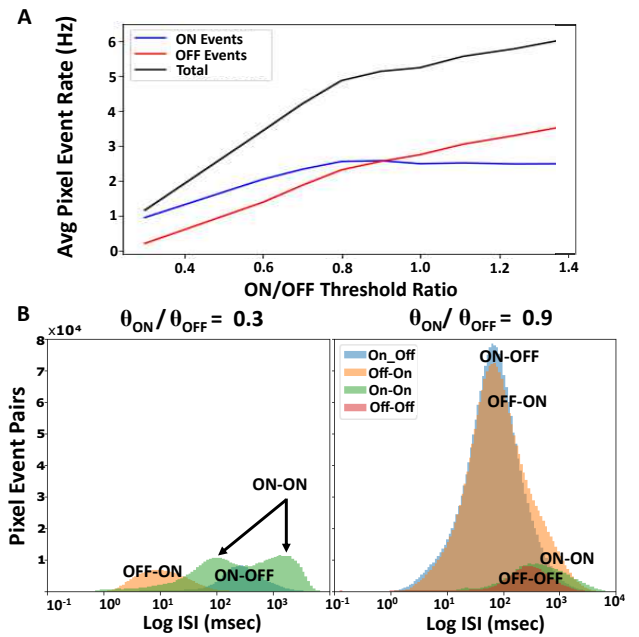 A
Avg Pixel Event Rate (Hz)
6
5
4
3
2
1
0
ON Events
OFF Events
Total
0.4 0.6 0.8 1.0 1.2 1.4
ON/OFF Threshold Ratio
B
θON / θOFF = 0.3
θON / θOFF = 0.9
×10⁴
Pixel Event Pairs
8
7
6
5
4
3
2
1
ON-ON
OFF-ON
ON-OFF
10⁻¹ 10⁰ 10¹ 10² 10³
Log ISI (msec)
On_Off
Off-On
On-On
Off-Off
ON-OFF
OFF-ON
ON-ON
OFF-OFF
10⁻¹ 10⁰ 10¹ 10² 10³ 10⁴
Log ISI (msec)